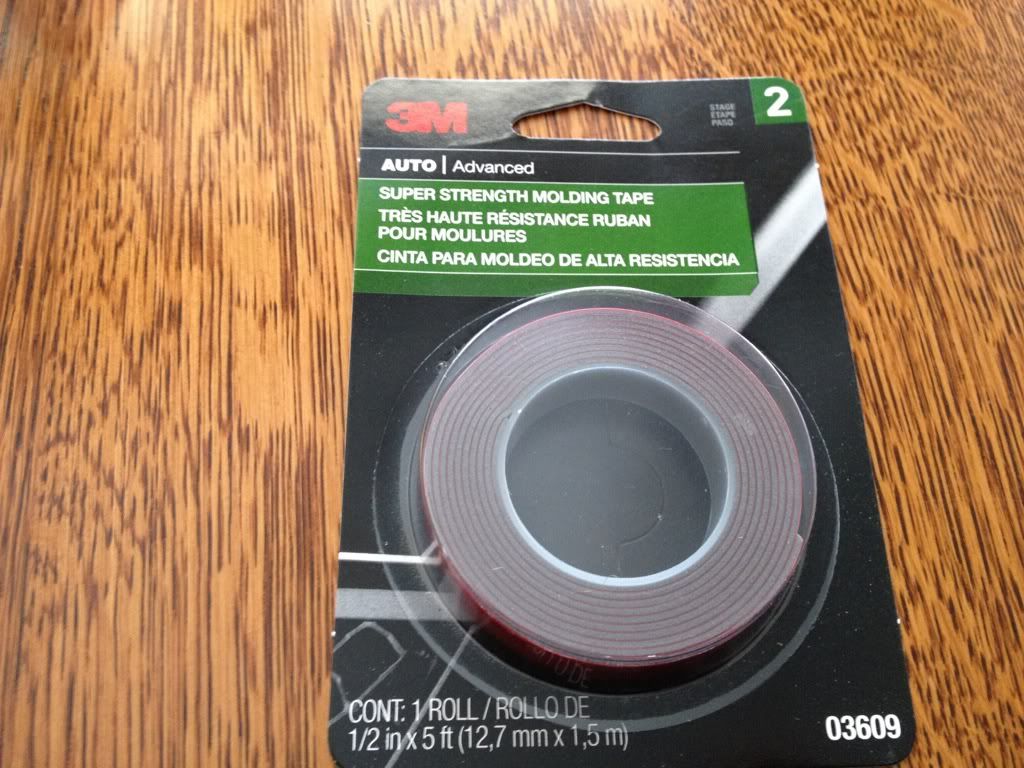 3M
STAGE
ETAPE
PASO
2
AUTO | Advanced
SUPER STRENGTH MOLDING TAPE
TRÈS HAUTE RÉSISTANCE RUBAN
POUR MOULURES
CINTA PARA MOLDEO DE ALTA RESISTENCIA
CONT: 1 ROLL / ROLLO DE
1/2 in x 5 ft (12,7 mm x 1,5 m)
03609